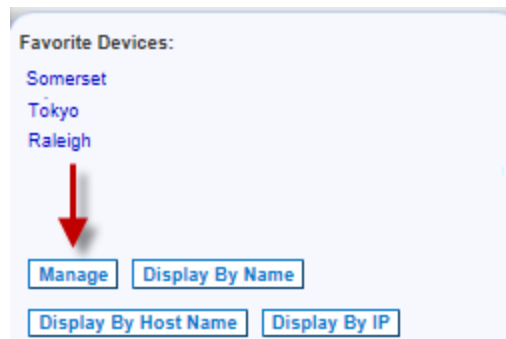 Favorite Devices:
Somerset
Tokyo
Raleigh
Manage Display By Name
Display By Host Name Display By IP